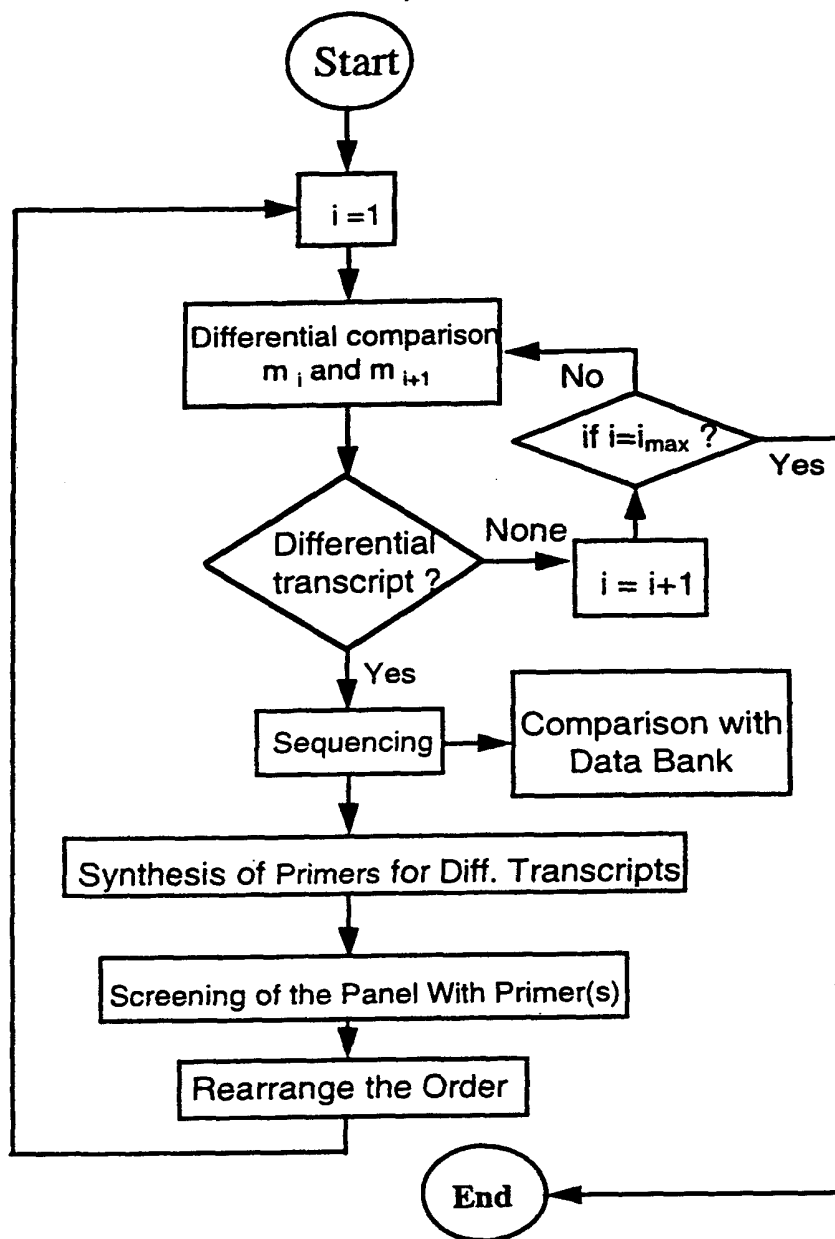 Start
i =1
Differential comparison
m i and m i+1
No
if i=imax ?
Yes
Differential
transcript ?
None
i = i+1
Yes
Sequencing
Comparison with
Data Bank
Synthesis of Primers for Diff. Transcripts
Screening of the Panel With Primer(s)
Rearrange the Order
End